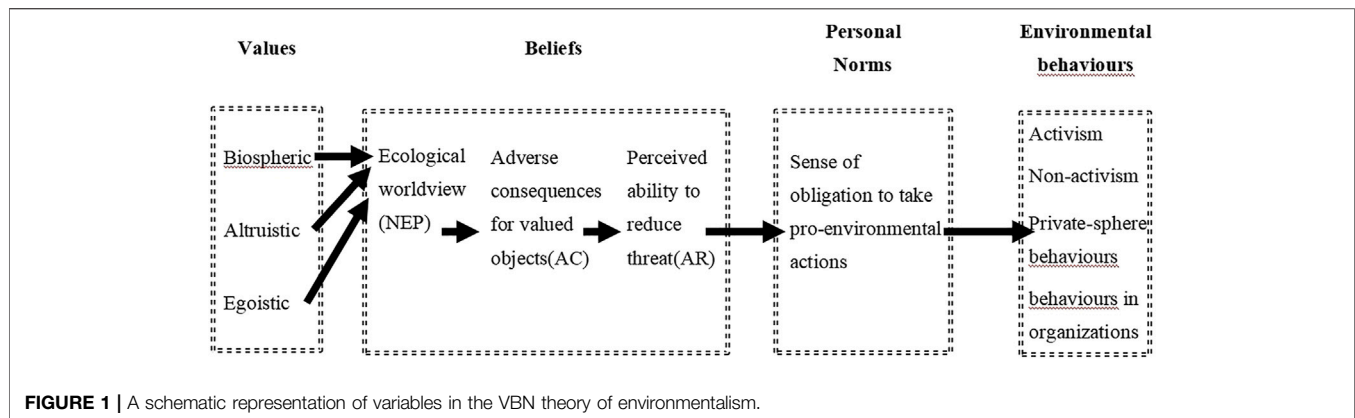 Values
Beliefs
Personal
Norms
Environmental
behaviours
Biospheric
Altruistic
Egoistic
Ecological
worldview
(NEP)
Adverse
consequences
for valued
objects(AC)
Perceived
ability to
reduce
threat(AR)
Sense of
obligation to take
pro-environmental
actions
Activism
Non-activism
Private-sphere
behaviours
behaviours in
organizations
FIGURE 1 | A schematic representation of variables in the VBN theory of environmentalism.